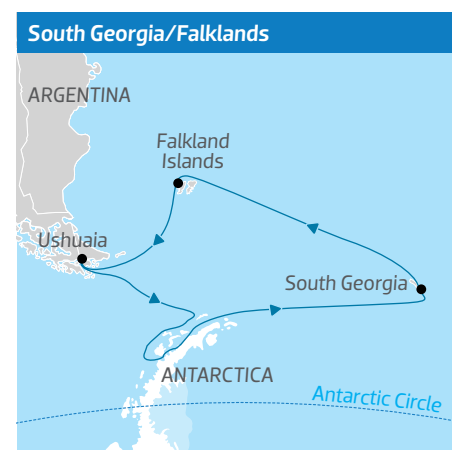 South Georgia/Falklands
ARGENTINA
Falkland
Islands
Ushuaia
South Georgia
ANTARCTICA
Antarctic Circle